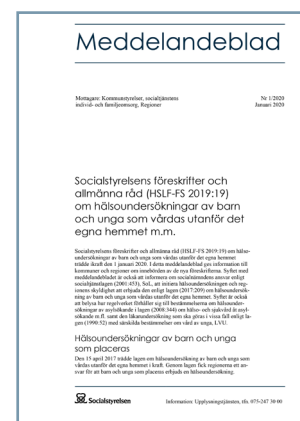 Meddelandeblad
Mottagare: Kommunstyrelser, socialtjänstens
individ- och familjeomsorg, Regioner
Nr 1/2020
Januari 2020
Socialstyrelsens föreskrifter och
allmänna råd (HSLF-FS 2019:19)
om hälsoundersökningar av barn
och unga som vårdas utanför det
egna hemmet m.m.
Socialstyrelsens föreskrifter och allmänna råd (HSLF-FS 2019:19) om hälso-
undersökningar av barn och unga som vårdas utanför det egna hemmet
trädde ikraft den 1 januari 2020. I detta meddelandeblad ges information till
kommuner och regioner om innebörden av de nya föreskrifterna. Syftet med
meddelandebladet är också att informera om socialnämndens ansvar enligt
socialtjänstlagen (2001:453), SoL, att initiera hälsoundersökningen och reg-
ionens skyldighet att erbjuda den enligt lagen (2017:209) om hälsoundersök-
ning av barn och unga som vårdas utanför det egna hemmet. Syftet är också
att belysa hur regelverket förhåller sig till bestämmelserna om hälsounder-
sökningar av asylsökande i lagen (2008:344) om hälso- och sjukvård åt asyl-
sökande m.fl. samt den läkarundersökning som ska göras i vissa fall enligt la-
gen (1990:52) med särskilda bestämmelser om vård av unga, LVU.
Hälsoundersökningar av barn och unga
som placeras
Den 15 april 2017 trädde lagen om hälsoundersökning av barn och unga som
vårdas utanför det egna hemmet i kraft. Genom lagen fick regionerna ett an-
svar för att barn och unga som placeras erbjuds en hälsoundersökning.
Socialstyrelsen
Information: Upplysningstjänsten, tfn. 075-247 30 00